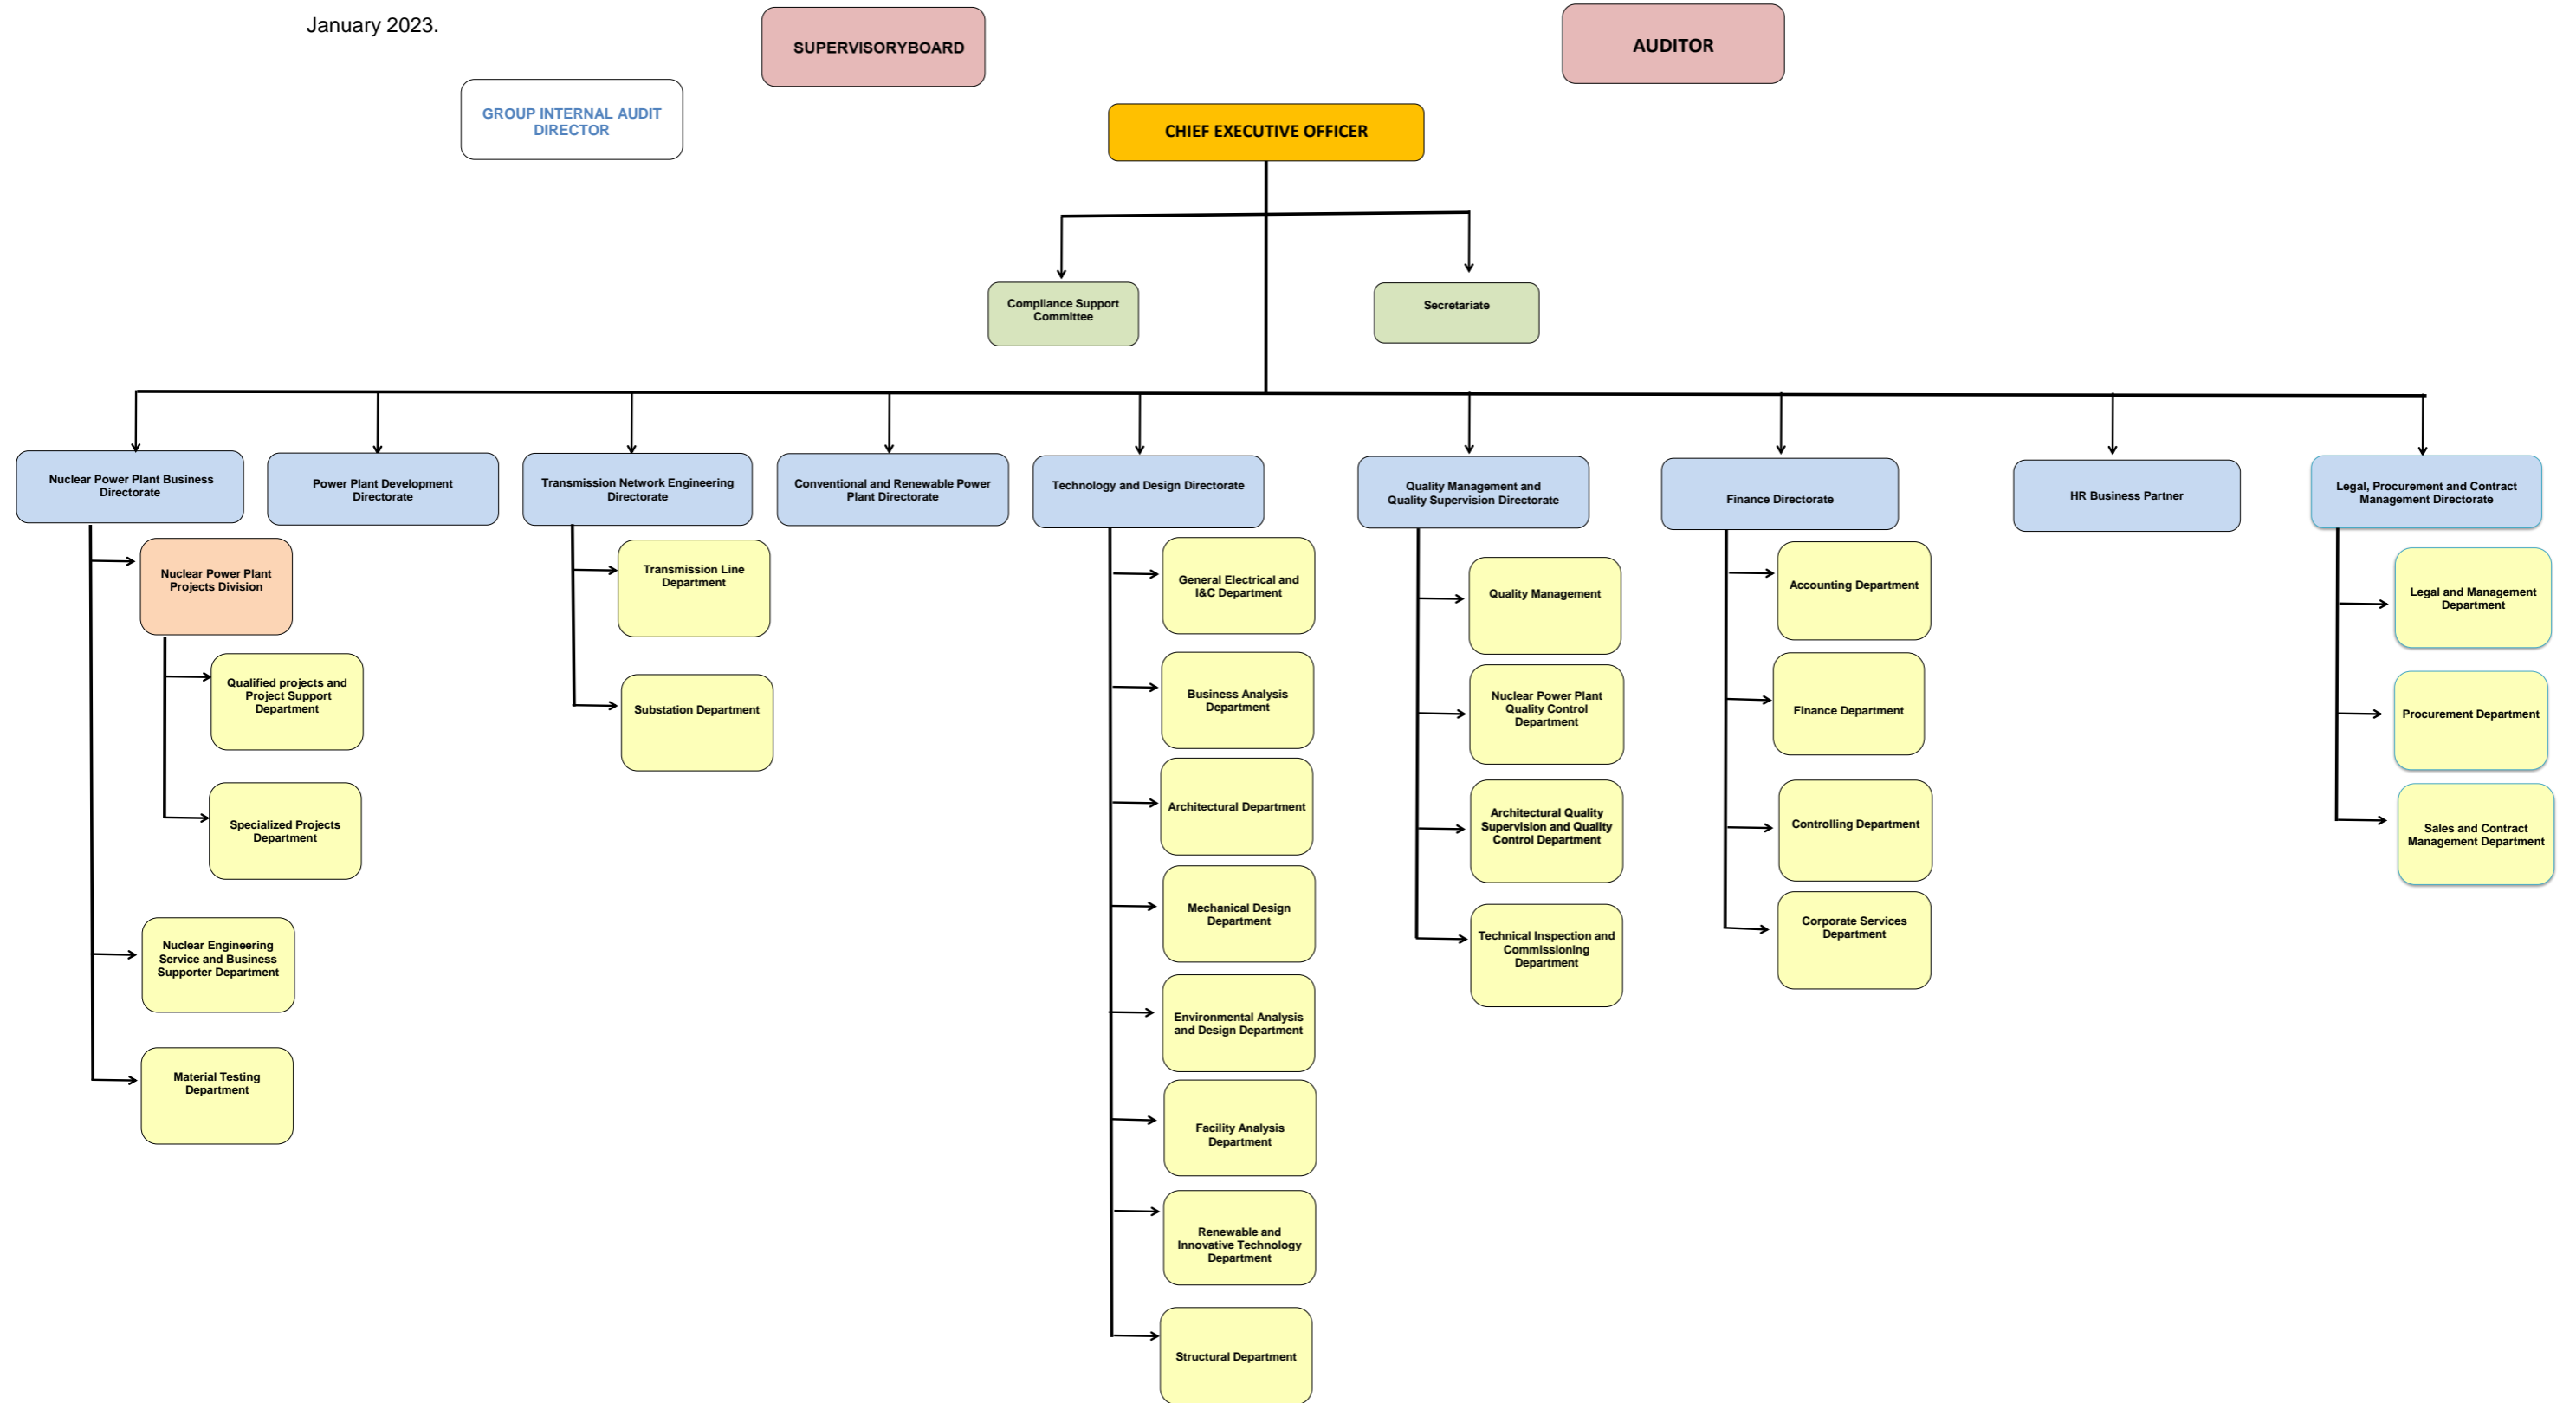 January 2023.
SUPERVISORYBOARD
AUDITOR
GROUP INTERNAL AUDIT
DIRECTOR
CHIEF EXECUTIVE OFFICER
Compliance Support
Committee
Secretariate
Nuclear Power Plant Business
Directorate
Power Plant Development
Directorate
Transmission Network Engineering
Directorate
Conventional and Renewable Power
Plant Directorate
Technology and Design Directorate
Quality Management and
Quality Supervision Directorate
Finance Directorate
HR Business Partner
Legal, Procurement and Contract
Management Directorate
Nuclear Power Plant
Projects Division
Qualified projects and
Project Support
Department
Specialized Projects
Department
Nuclear Engineering
Service and Business
Supporter Department
Material Testing
Department
Transmission Line
Department
Substation Department
General Electrical and
I&C Department
Business Analysis
Department
Architectural Department
Mechanical Design
Department
Environmental Analysis
and Design Department
Facility Analysis
Department
Renewable and
Innovative Technology
Department
Structural Department
Quality Management
Nuclear Power Plant
Quality Control
Department
Architectural Quality
Supervision and Quality
Control Department
Technical Inspection and
Commissioning
Department
Accounting Department
Finance Department
Controlling Department
Corporate Services
Department
Legal and Management
Department
Procurement Department
Sales and Contract
Management Department